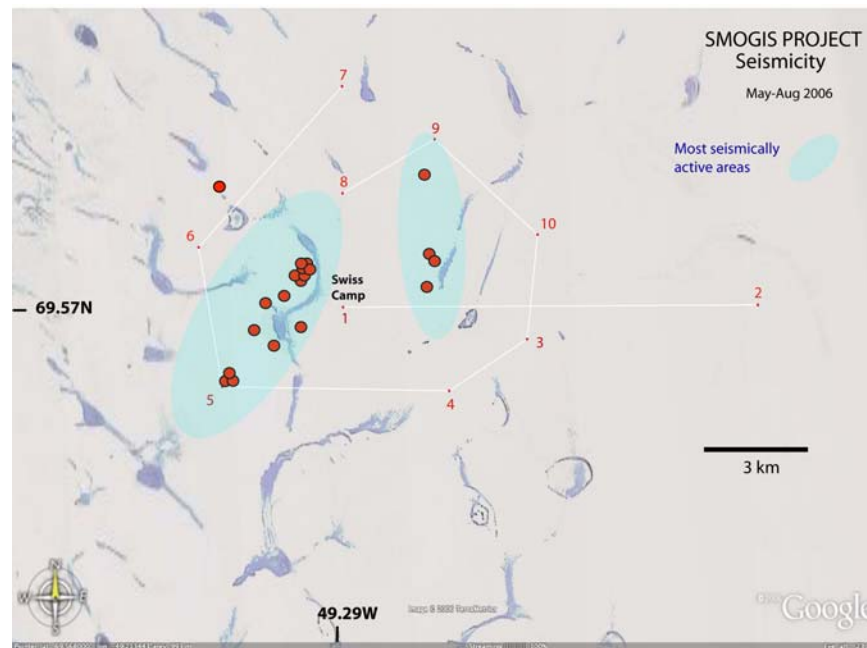 SMOGIS PROJECT
Seismicity
May-Aug 2006
Most seismically
active areas
7
9
8
10
6
Swiss
Camp
69.57N
1
2
3
5
4
3 km
N
W
E
S
49.29W
Google